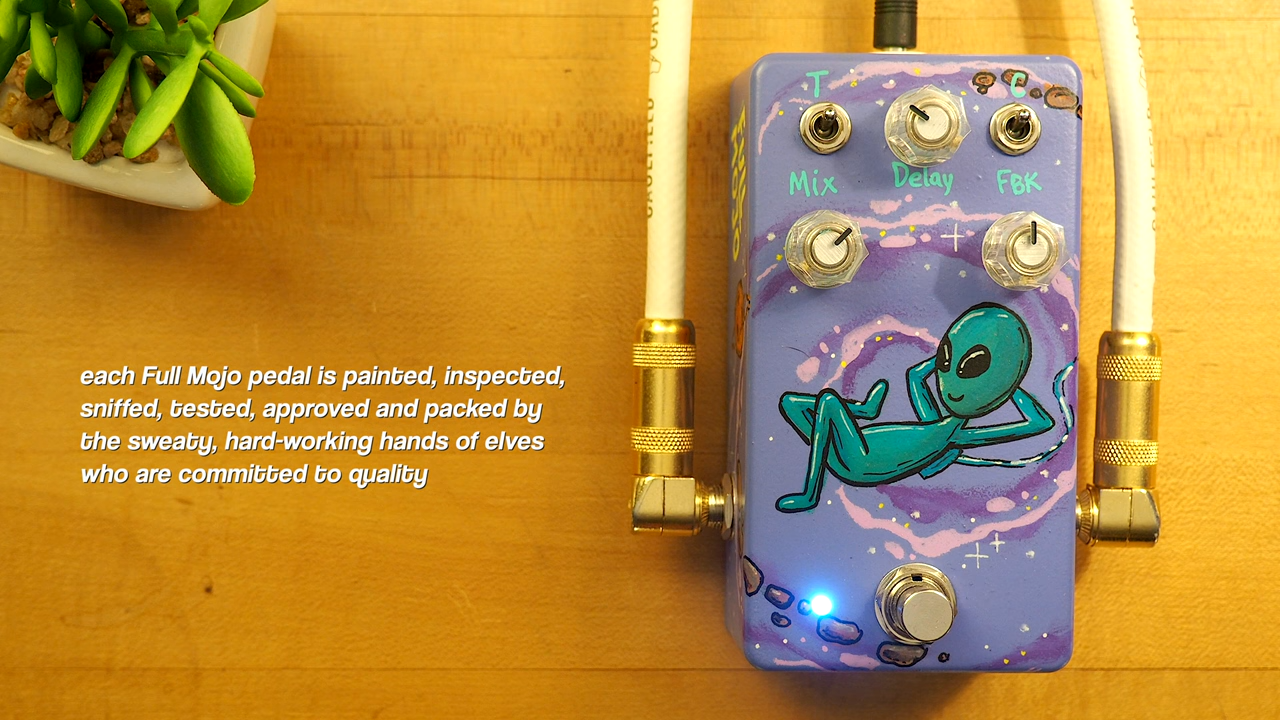 each Full Mojo pedal is painted, inspected,
sniffed, tested, approved and packed by
the sweaty, hard-working hands of elves
who are committed to quality
T
C
Mix
Delay
FBK